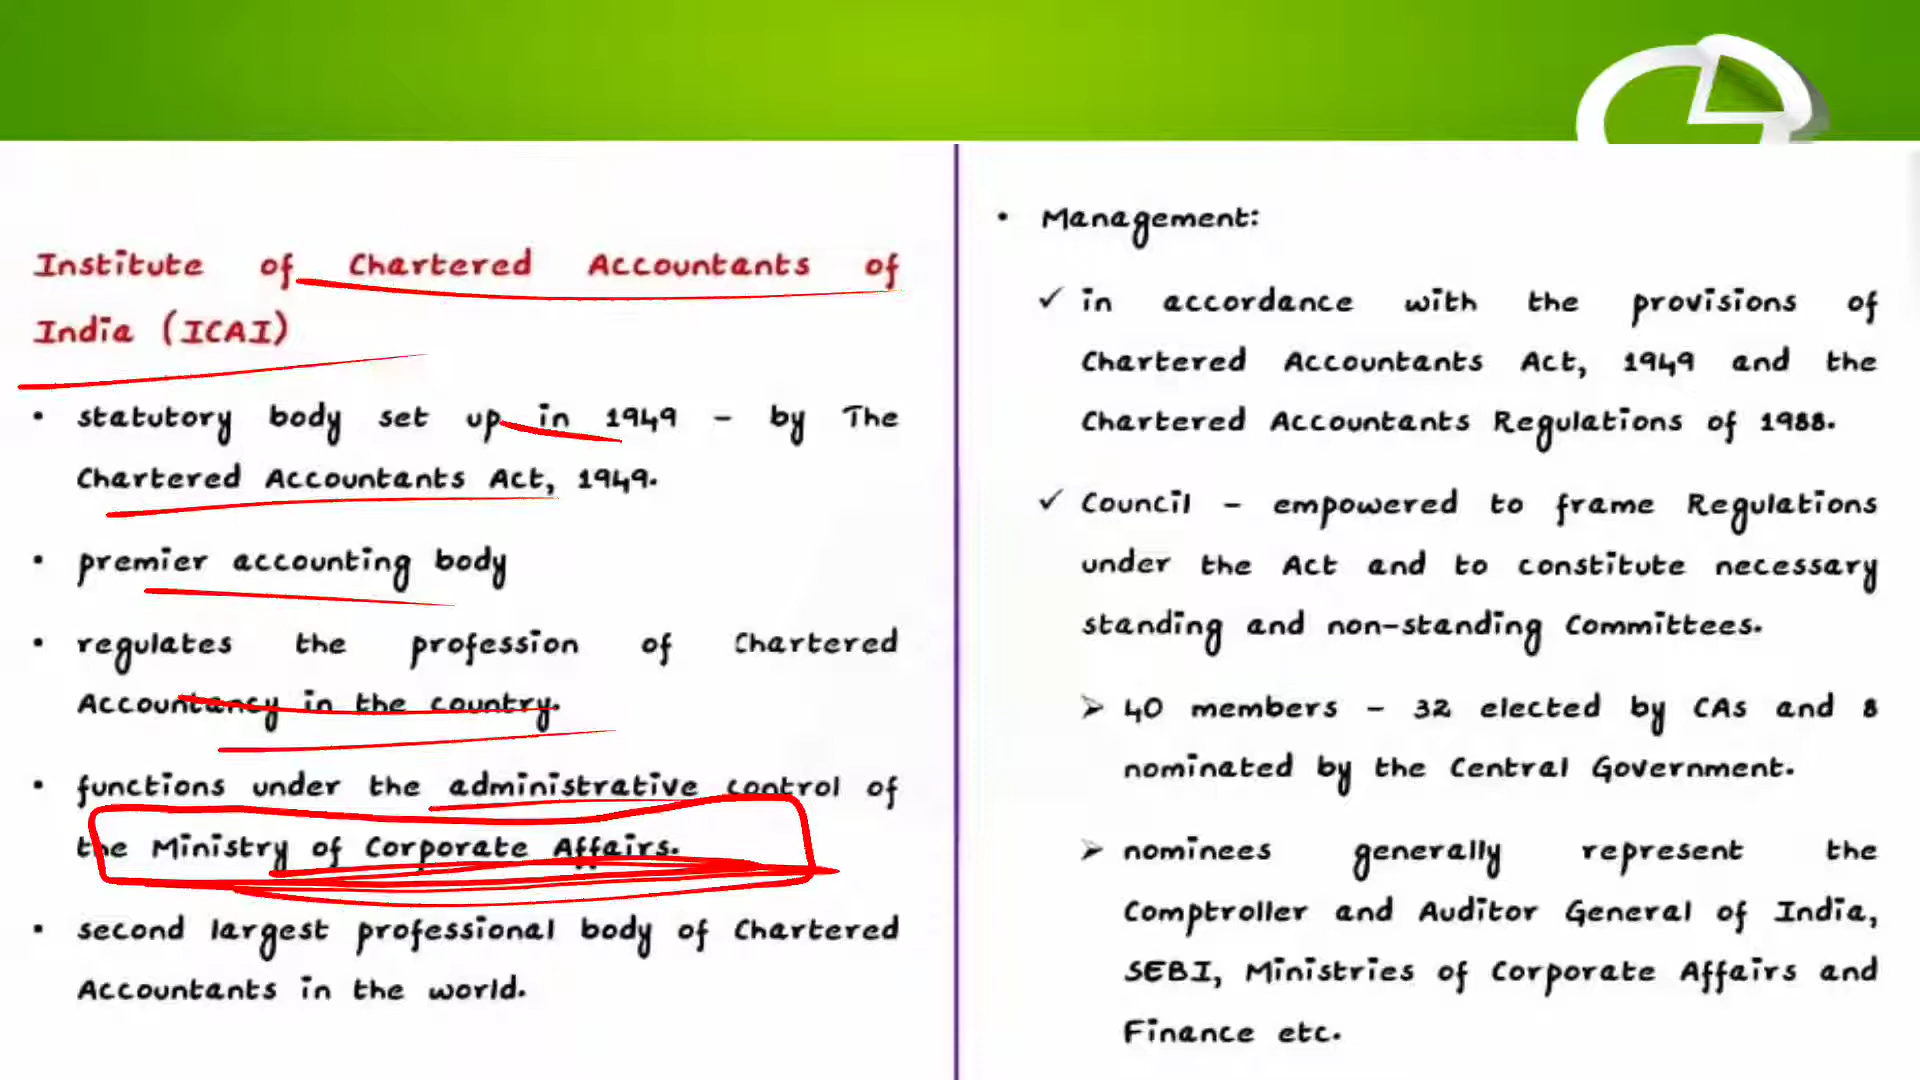 Institute of Chartered Accountants of
India (ICAI)
• statutory body set up in 1949 - by The
Chartered Accountants Act, 1949.
• premier accounting body
• regulates the profession of Chartered
Accountancy in the country.
• functions under the administrative control of
the Ministry of Corporate Affairs.
• second largest professional body of Chartered
Accountants in the world.
• Management:
✓ in accordance with the provisions of
Chartered Accountants Act, 1949 and the
Chartered Accountants Regulations of 1988.
✓ Council - empowered to frame Regulations
under the Act and to constitute necessary
standing and non-standing Committees.
➢ 40 members - 32 elected by CAs and 8
nominated by the Central Government.
➢ nominees generally represent the
Comptroller and Auditor General of India,
SEBI, Ministries of Corporate Affairs and
Finance etc.